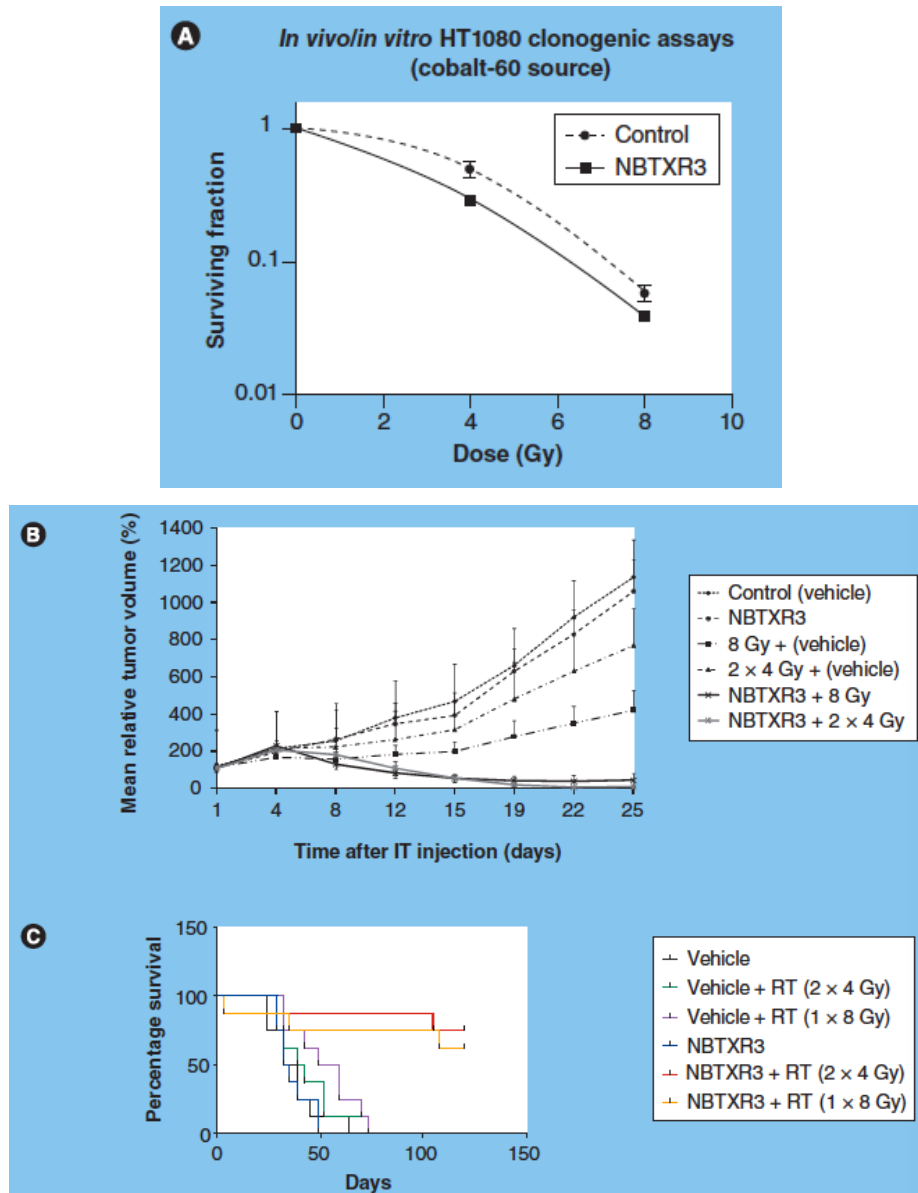 A
In vivo/in vitro HT1080 clonogenic assays
(cobalt-60 source)
Surviving fraction
1
0.1
0.01
Control
NBTXR3
0 2 4 6 8 10
Dose (Gy)
B
Mean relative tumor volume (%)
1400
1200
1000
800
600
400
200
0
1 4 8 12 15 19 22 25
Time after IT injection (days)
Control (vehicle)
NBTXR3
8 Gy + (vehicle)
2 × 4 Gy + (vehicle)
NBTXR3 + 8 Gy
NBTXR3 + 2 × 4 Gy
C
Percentage survival
150
100
50
0
0 50 100 150
Days
Vehicle
Vehicle + RT (2 × 4 Gy)
Vehicle + RT (1 × 8 Gy)
NBTXR3
NBTXR3 + RT (2 × 4 Gy)
NBTXR3 + RT (1 × 8 Gy)